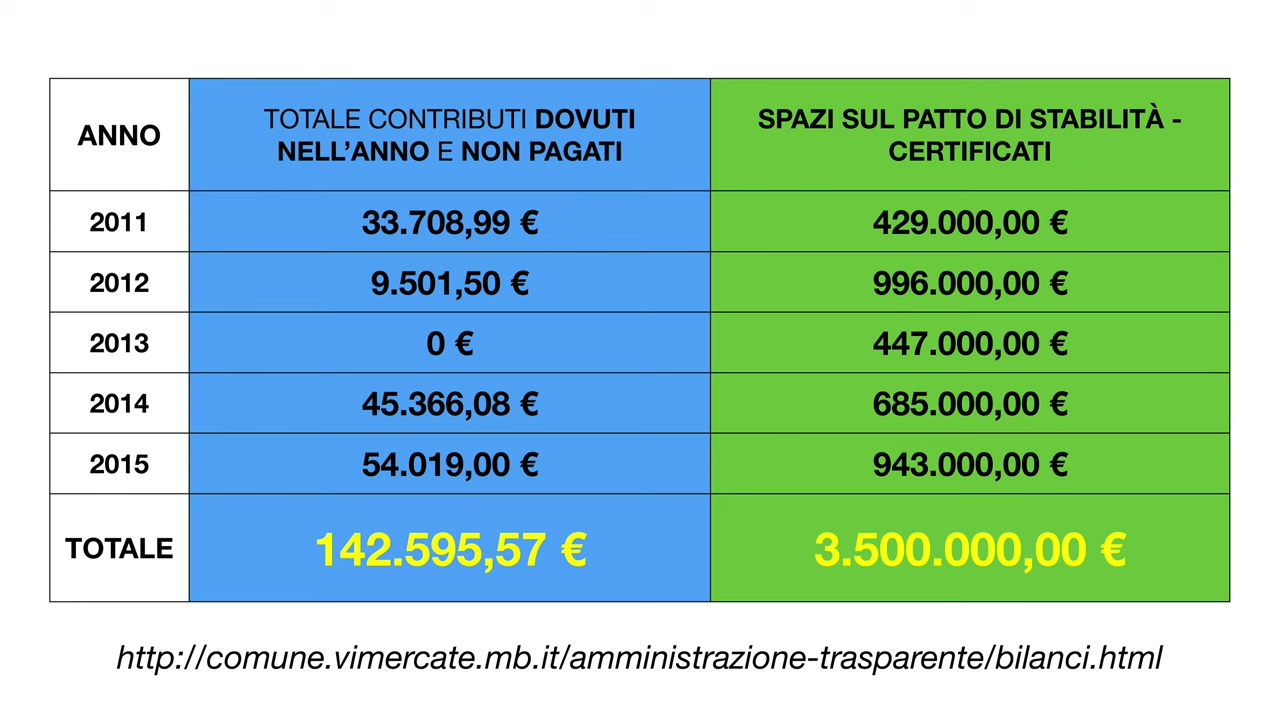 ANNO
TOTALE CONTRIBUTI DOVUTI
NELL'ANNO E NON PAGATI
SPAZI SUL PATTO DI STABILITÀ -
CERTIFICATI
2011
33.708,99 €
429.000,00 €
2012
9.501,50 €
996.000,00 €
2013
0 €
447.000,00 €
2014
45.366,08 €
685.000,00 €
2015
54.019,00 €
943.000,00 €
TOTALE
142.595,57 €
3.500.000,00 €
http://comune.vimercate.mb.it/amministrazione-trasparente/bilanci.html